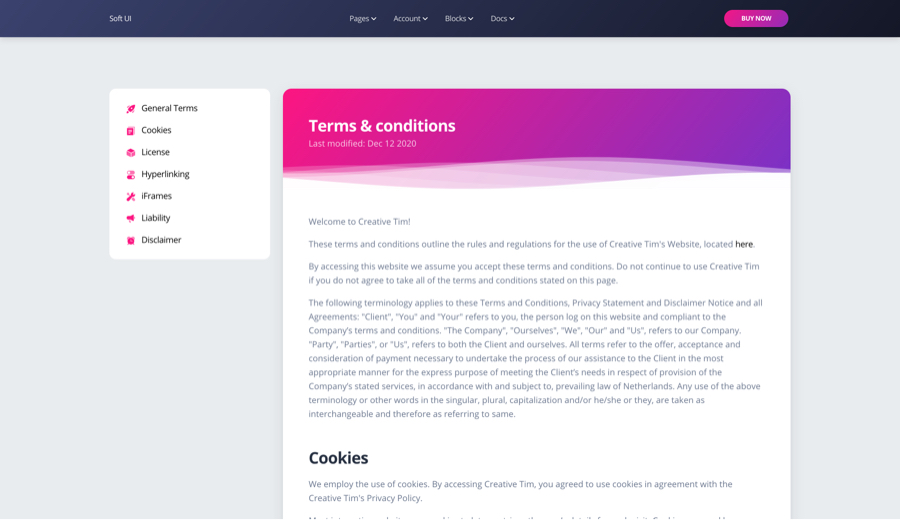 Soft UI
Pages
Account
Blocks
Docs
BUY NOW
General Terms
Cookies
License
Hyperlinking
iFrames
Liability
Disclaimer
Terms & conditions
Last modified: Dec 12 2020
Welcome to Creative Tim!
These terms and conditions outline the rules and regulations for the use of Creative Tim's Website, located here.
By accessing this website we assume you accept these terms and conditions. Do not continue to use Creative Tim
if you do not agree to take all of the terms and conditions stated on this page.
The following terminology applies to these Terms and Conditions, Privacy Statement and Disclaimer Notice and all
Agreements: "Client", "You" and "Your" refers to you, the person log on this website and compliant to the
Company's terms and conditions. "The Company", "Ourselves", "We", "Our" and "Us", refers to our Company.
"Party", "Parties", or "Us", refers to both the Client and ourselves. All terms refer to the offer, acceptance and
consideration of payment necessary to undertake the process of our assistance to the Client in the most
appropriate manner for the express purpose of meeting the Client's needs in respect of provision of the
Company's stated services, in accordance with and subject to, prevailing law of Netherlands. Any use of the above
terminology or other words in the singular, plural, capitalization and/or he/she or they, are taken as
interchangeable and therefore as referring to same.
Cookies
We employ the use of cookies. By accessing Creative Tim, you agreed to use cookies in agreement with the
Creative Tim's Privacy Policy.